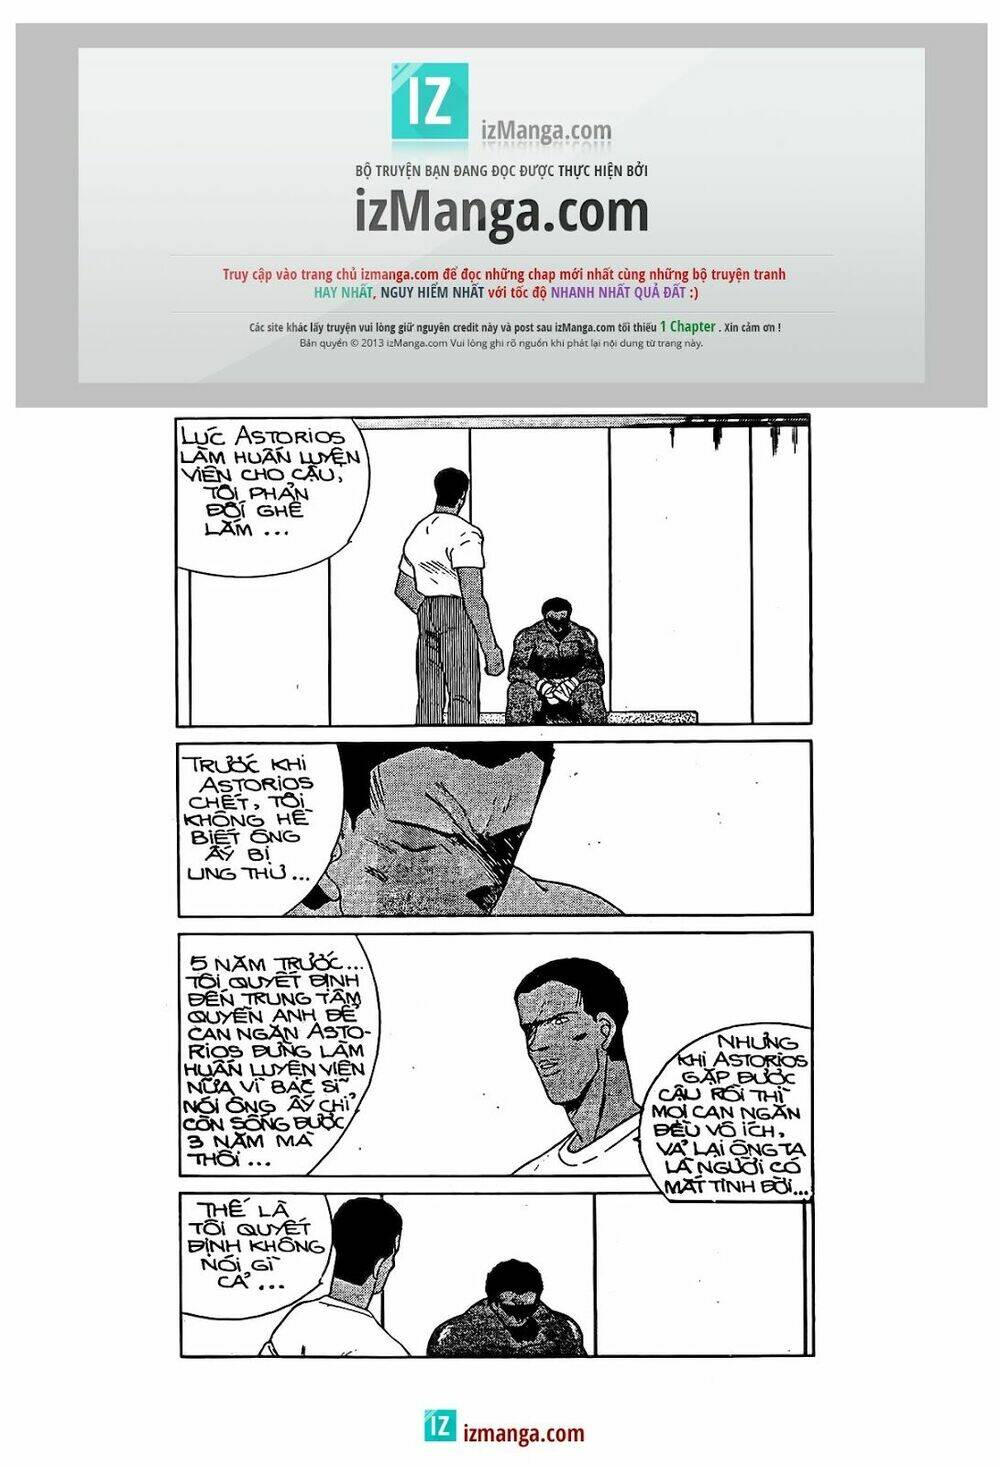 IZ
izManga.com
BỘ TRUYỆN BẠN ĐANG ĐỌC ĐƯỢC THỰC HIỆN BỞI
izManga.com
Truy cập vào trang chủ izmanga.com để đọc những chap mới nhất cùng những bộ truyện tranh
HAY NHẤT, NGUY HIỂM NHẤT với tốc độ NHANH NHẤT QUẢ ĐẤT :)
Các site khác lấy truyện vui lòng giữ nguyên credit này và post sau izManga.com tối thiểu 1 Chapter . Xin cảm ơn !
Bản quyền © 2013 izManga.com Vui lòng ghi rõ nguồn khi phát lại nội dung từ trang này.
LÚC ASTORIOS
LÀM HUẤN LUYỆN
VIÊN CHO CẬU,
TÔI PHẢN
ĐỐI GHÊ
LẮM ...
TRƯỚC KHI
ASTORIOS
CHẾT, TÔI
KHÔNG HỀ
BIẾT ÔNG
ẤY BỊ
UNG THƯ ...
5 NĂM TRƯỚC ...
TÔI QUYẾT ĐỊNH
ĐẾN TRUNG TÂM
QUYỀN ANH ĐỂ
CAN NGĂN ASTO-
RIOS ĐỪNG LÀM
HUẤN LUYỆN VIÊN
NỮA VÌ BÁC SĨ
NÓI ÔNG ẤY CHỈ
CÒN SỐNG ĐƯỢC
3 NĂM MÀ
THÔI ...
NHƯNG
KHI ASTORIOS
GẶP ĐƯỢC
CẬU RỒI THÌ
MỌI CAN NGĂN
ĐỀU VÔ ÍCH,
VẢ LẠI ÔNG TA
LÀ NGƯỜI CÓ
MẮT TINH ĐỜI...
THẾ LÀ
TÔI QUYẾT
ĐỊNH KHÔNG
NÓI GÌ
CẢ ...
IZ izmanga.com